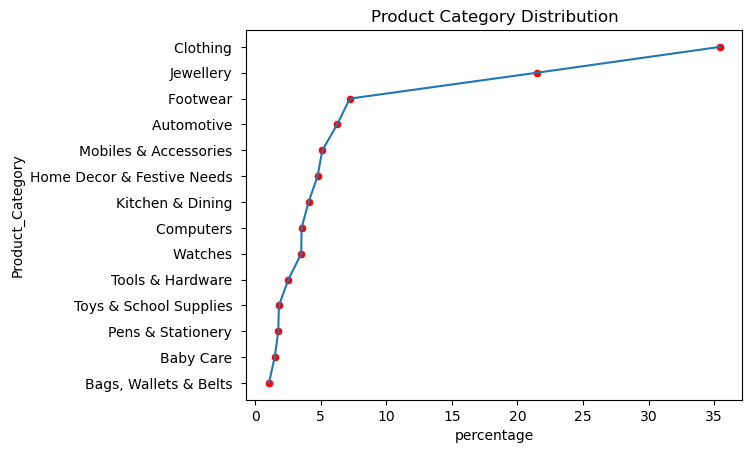 Product Category Distribution
Product_Category
Clothing
Jewellery
Footwear
Automotive
Mobiles & Accessories
Home Decor & Festive Needs
Kitchen & Dining
Computers
Watches
Tools & Hardware
Toys & School Supplies
Pens & Stationery
Baby Care
Bags, Wallets & Belts
0 5 10 15 20 25 30 35
percentage